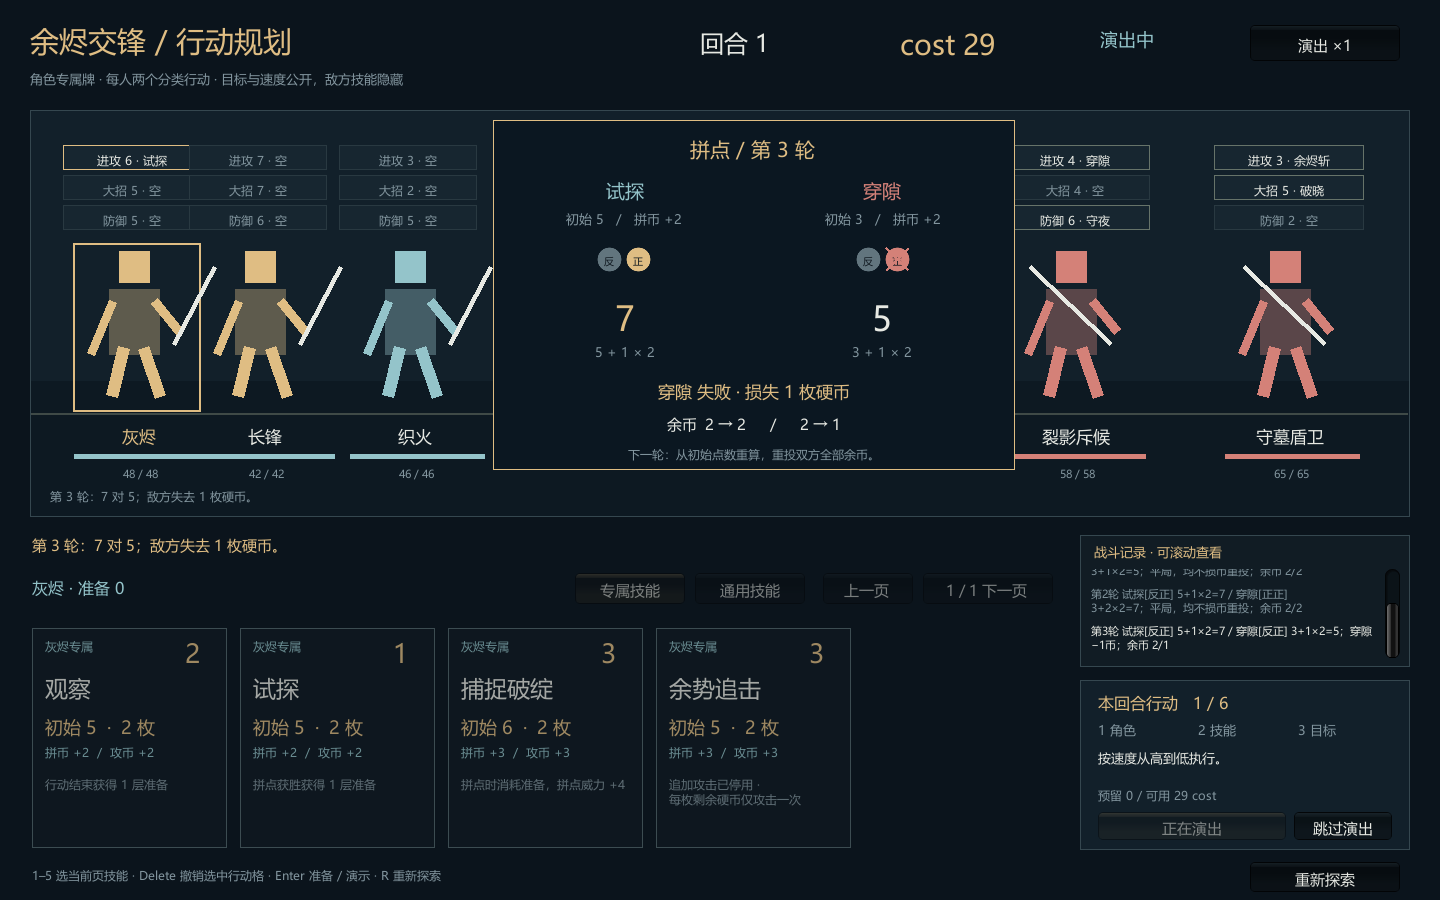 余烬交锋 / 行动规划
回合 1
cost 29
演出中
演出 ×1
角色专属牌 · 每人两个分类行动 · 目标与速度公开，敌方技能隐藏
进攻 6 · 试探
进攻 7 · 空
进攻 3 · 空
大招 5 · 空
大招 7 · 空
大招 2 · 空
防御 5 · 空
防御 6 · 空
防御 5 · 空
拼点 / 第 3 轮
试探
穿隙
初始 5 / 拼币 +2
初始 3 / 拼币 +2
反
正
反
7
5
5 + 1 × 2
3 + 1 × 2
穿隙 失败 · 损失 1 枚硬币
余币 2→2 / 2→1
下一轮：从初始点数重算，重投双方全部余币。
进攻 4 · 穿隙
进攻 3 · 余烬斩
大招 4 · 空
大招 5 · 破晓
防御 6 · 守夜
防御 2 · 空
灰烬
长锋
织火
裂影斥候
守墓盾卫
48 / 48
42 / 42
46 / 46
58 / 58
65 / 65
第 3 轮：7 对 5；敌方失去 1 枚硬币。
第 3 轮：7 对 5；敌方失去 1 枚硬币。
灰烬 · 准备 0
专属技能
通用技能
上一页
1 / 1 下一页
灰烬专属
2
观察
初始 5 · 2 枚
拼币 +2 / 攻币 +2
行动结束获得 1 层准备
灰烬专属
1
试探
初始 5 · 2 枚
拼币 +2 / 攻币 +2
拼点获胜获得 1 层准备
灰烬专属
3
捕捉破绽
初始 6 · 2 枚
拼币 +3 / 攻币 +3
拼点时消耗准备，拼点威力 +4
灰烬专属
3
余势追击
初始 5 · 2 枚
拼币 +3 / 攻币 +3
追加攻击已停用 ·
每枚剩余硬币仅攻击一次
战斗记录 · 可滚动查看
3+1×2=5；平局，均不损币重投；余币 2/2
第2轮 试探[反正] 5+1×2=7 / 穿隙[正正]
3+2×2=7；平局，均不损币重投；余币 2/2
第3轮 试探[反正] 5+1×2=7 / 穿隙[反正] 3+1×2=5；穿隙
−1币；余币 2/1
本回合行动 1 / 6
1 角色
2 技能
3 目标
按速度从高到低执行。
预留 0 / 可用 29 cost
正在演出
跳过演出
1–5 选当前页技能 · Delete 撤销选中行动格 · Enter 准备 / 演示 · R 重新探索
重新探索